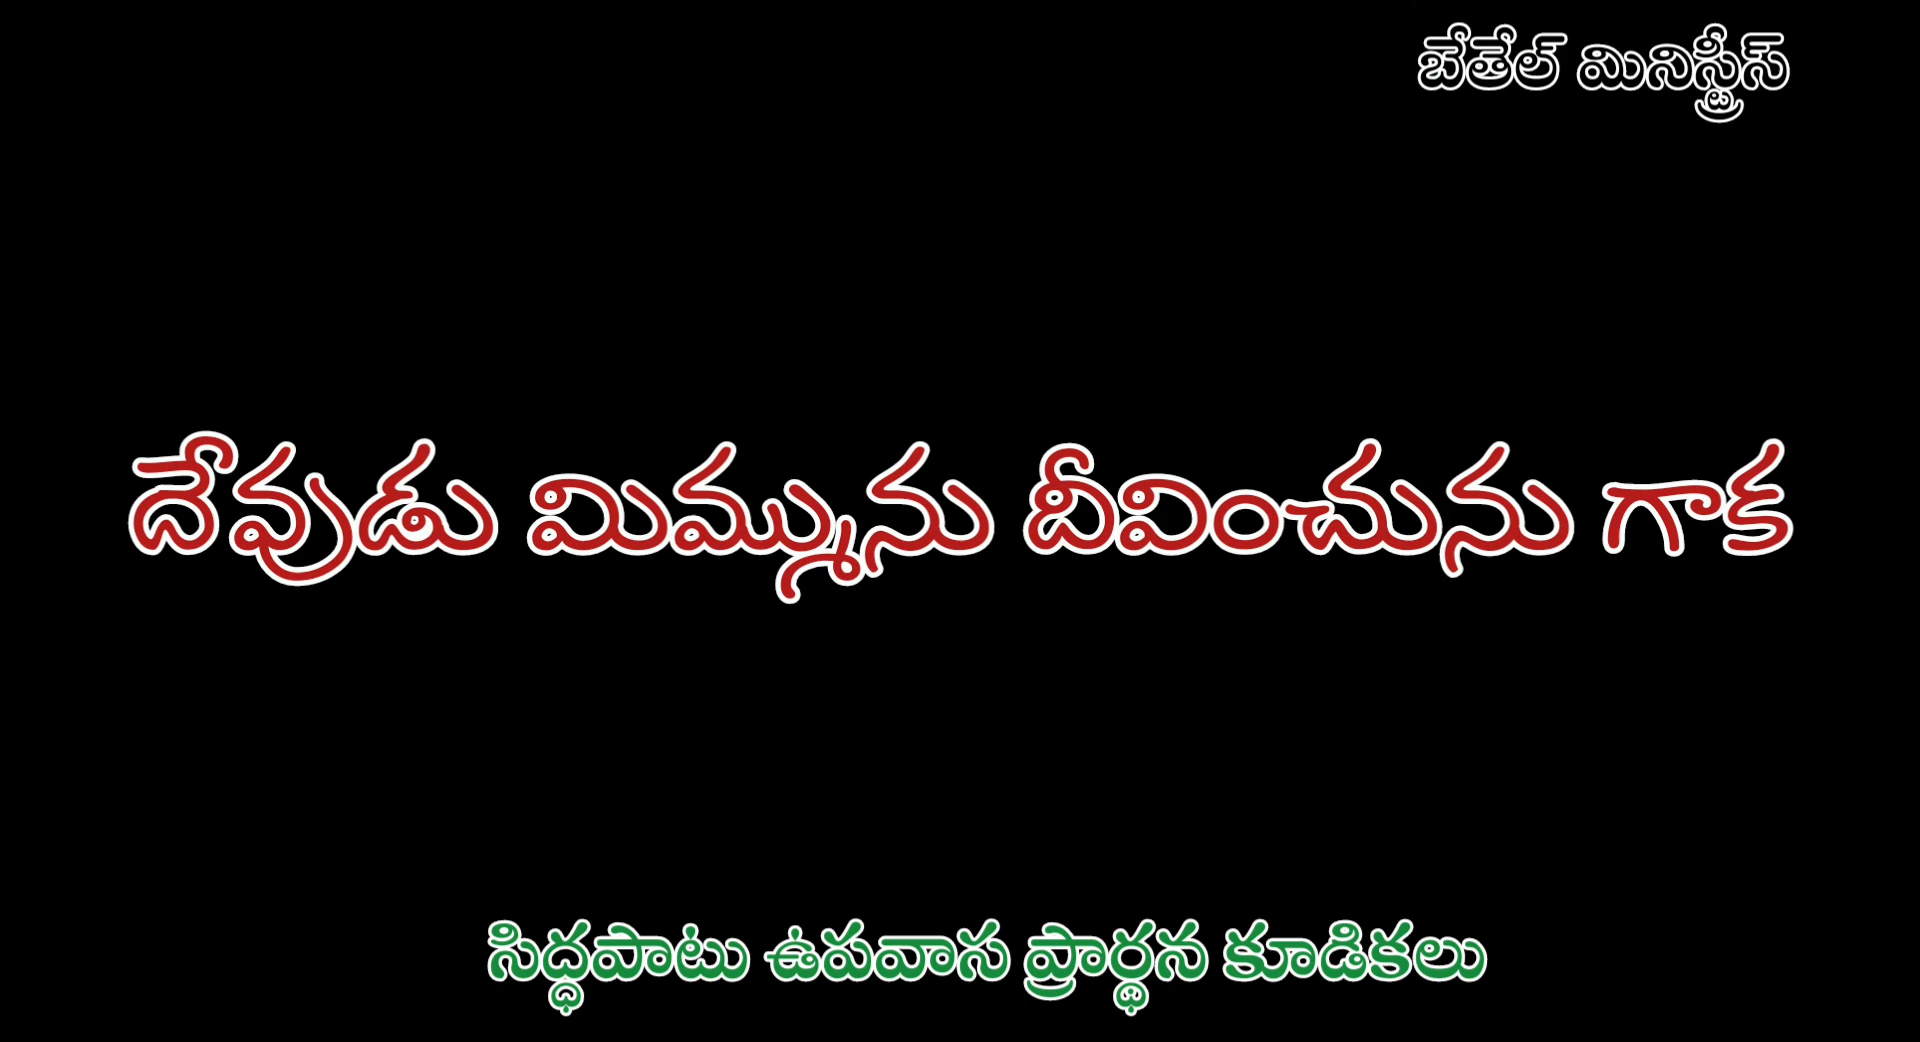 బేతేల్ మినిస్ట్రీస్
దేవుడు మిమ్మును దీవించును గాక
సిద్ధపాటు ఉపవాస ప్రార్థన కూడికలు